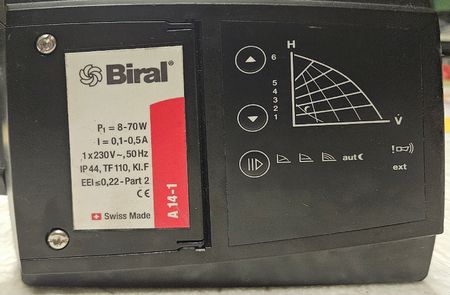 Biral®
P₁ = 8-70W
I = 0,1-0,5A
1x230V~,50Hz
IP44, TF110, Kl.F
EEI≤0,22-Part 2
CE
Swiss Made
A 14-1
H
6
5
4
3
2
1
V̇
aut
!
ext